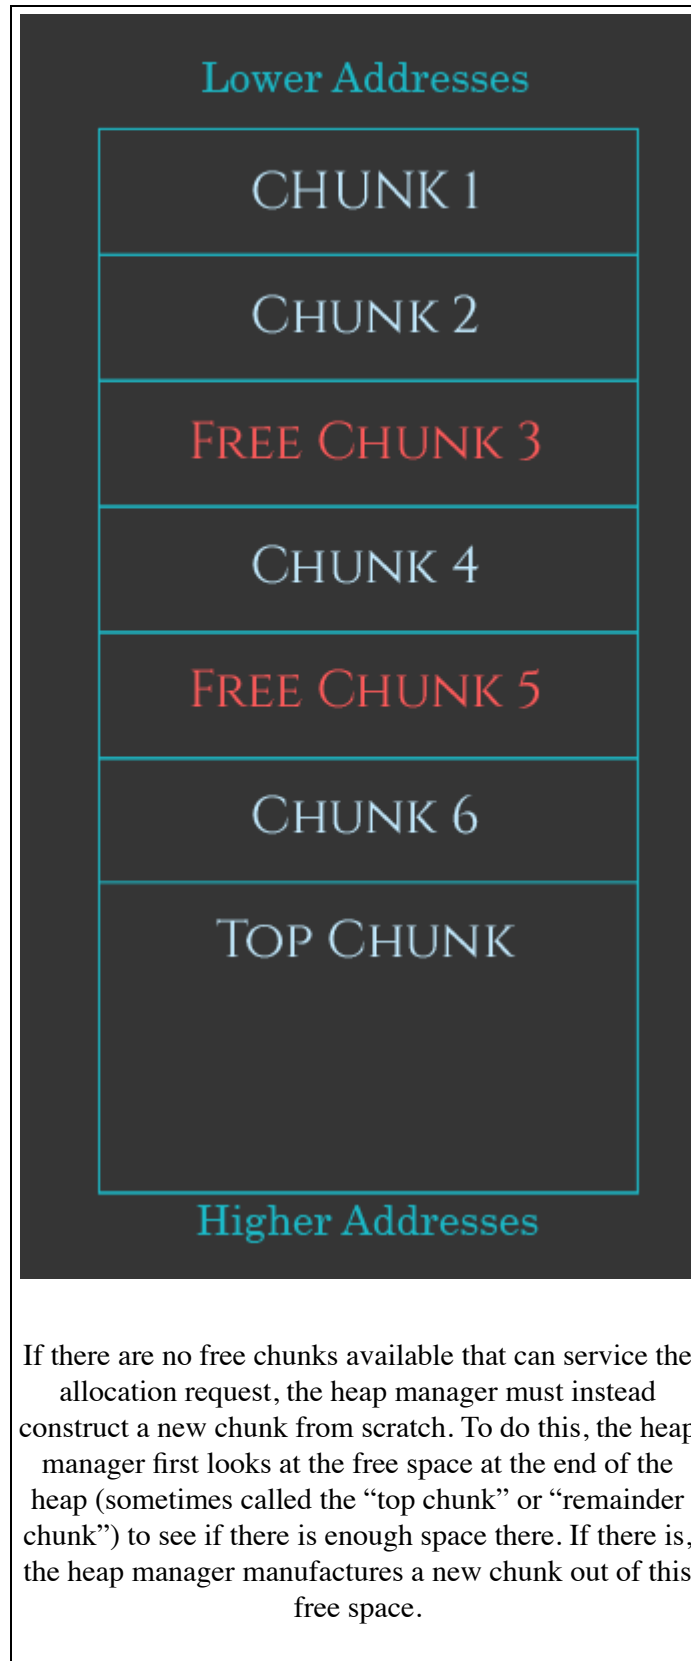 Lower Addresses
CHUNK 1
CHUNK 2
FREE CHUNK 3
CHUNK 4
FREE CHUNK 5
CHUNK 6
TOP CHUNK
Higher Addresses
If there are no free chunks available that can service the
allocation request, the heap manager must instead
construct a new chunk from scratch. To do this, the heap
manager first looks at the free space at the end of the
heap (sometimes called the “top chunk” or “remainder
chunk”) to see if there is enough space there. If there is,
the heap manager manufactures a new chunk out of this
free space.